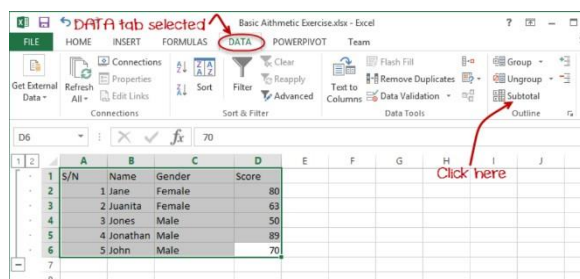 DATA tab selected
Basic Aithmetic Exercise.xlsx - Excel
FILE HOME INSERT FORMULAS DATA POWERPIVOT Team
Get External Data
Refresh All
Connections
Properties
Edit Links
Connections
Sort
Filter
Clear
Reapply
Advanced
Sort & Filter
Text to Columns
Flash Fill
Remove Duplicates
Data Validation
Data Tools
Group
Ungroup
Subtotal
Outline
D6 fx 70
Click here
1 2 A B C D E F G H I J
1 S/N Name Gender Score
2 1 Jane Female 80
3 2 Juanita Female 63
4 3 Jones Male 50
5 4 Jonathan Male 89
6 5 John Male 70
7